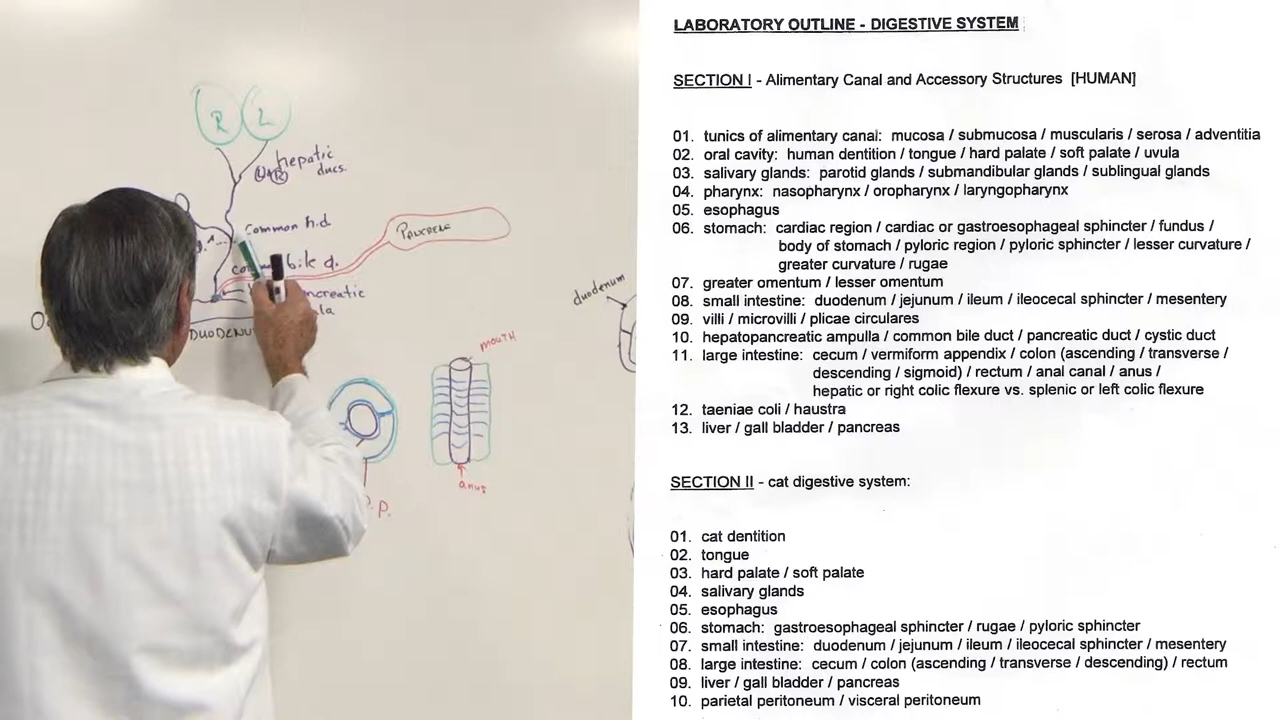 R L
hepatic
L R ducs.
Common h.d
bile d.
PANCREAS
duodenum
mouth
anus
P.P.
LABORATORY OUTLINE - DIGESTIVE SYSTEM
SECTION I - Alimentary Canal and Accessory Structures [HUMAN]
01. tunics of alimentary canal: mucosa / submucosa / muscularis / serosa / adventitia
02. oral cavity: human dentition / tongue / hard palate / soft palate / uvula
03. salivary glands: parotid glands / submandibular glands / sublingual glands
04. pharynx: nasopharynx / oropharynx / laryngopharynx
05. esophagus
06. stomach: cardiac region / cardiac or gastroesophageal sphincter / fundus /
body of stomach / pyloric region / pyloric sphincter / lesser curvature /
greater curvature / rugae
07. greater omentum / lesser omentum
08. small intestine: duodenum / jejunum / ileum / ileocecal sphincter / mesentery
09. villi / microvilli / plicae circulares
10. hepatopancreatic ampulla / common bile duct / pancreatic duct / cystic duct
11. large intestine: cecum / vermiform appendix / colon (ascending / transverse /
descending / sigmoid) / rectum / anal canal / anus /
hepatic or right colic flexure vs. splenic or left colic flexure
12. taeniae coli / haustra
13. liver / gall bladder / pancreas
SECTION II - cat digestive system:
01. cat dentition
02. tongue
03. hard palate / soft palate
04. salivary glands
05. esophagus
06. stomach: gastroesophageal sphincter / rugae / pyloric sphincter
07. small intestine: duodenum / jejunum / ileum / ileocecal sphincter / mesentery
08. large intestine: cecum / colon (ascending / transverse / descending) / rectum
09. liver / gall bladder / pancreas
10. parietal peritoneum / visceral peritoneum